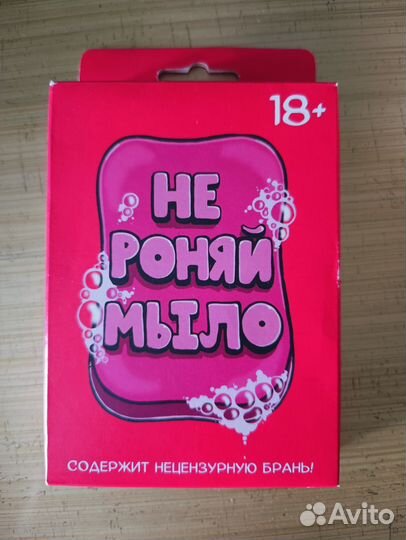 18+
НЕ
РОНЯЙ
МЫЛО
СОДЕРЖИТ НЕЦЕНЗУРНУЮ БРАНЬ!
Avito